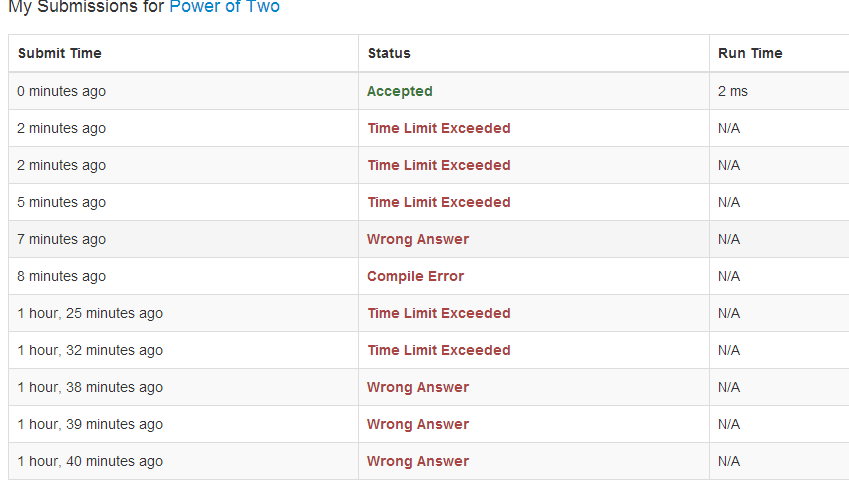 My Submissions for Power of Two
Submit Time Status Run Time
0 minutes ago Accepted 2 ms
2 minutes ago Time Limit Exceeded N/A
2 minutes ago Time Limit Exceeded N/A
5 minutes ago Time Limit Exceeded N/A
7 minutes ago Wrong Answer N/A
8 minutes ago Compile Error N/A
1 hour, 25 minutes ago Time Limit Exceeded N/A
1 hour, 32 minutes ago Time Limit Exceeded N/A
1 hour, 38 minutes ago Wrong Answer N/A
1 hour, 39 minutes ago Wrong Answer N/A
1 hour, 40 minutes ago Wrong Answer N/A